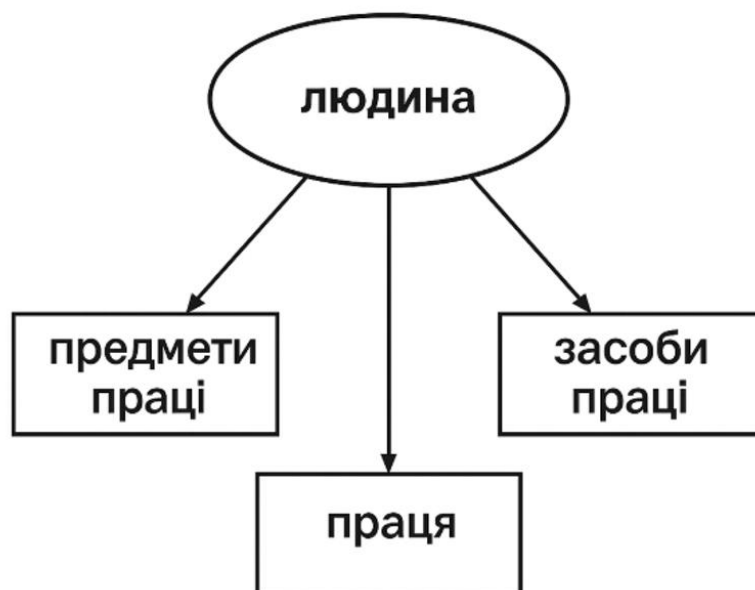 людина
предмети
праці
засоби
праці
праця